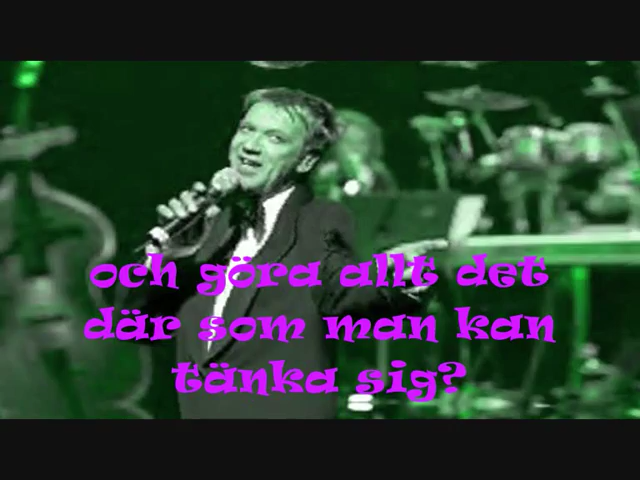 och göra allt det
där som man kan
tänka sig?